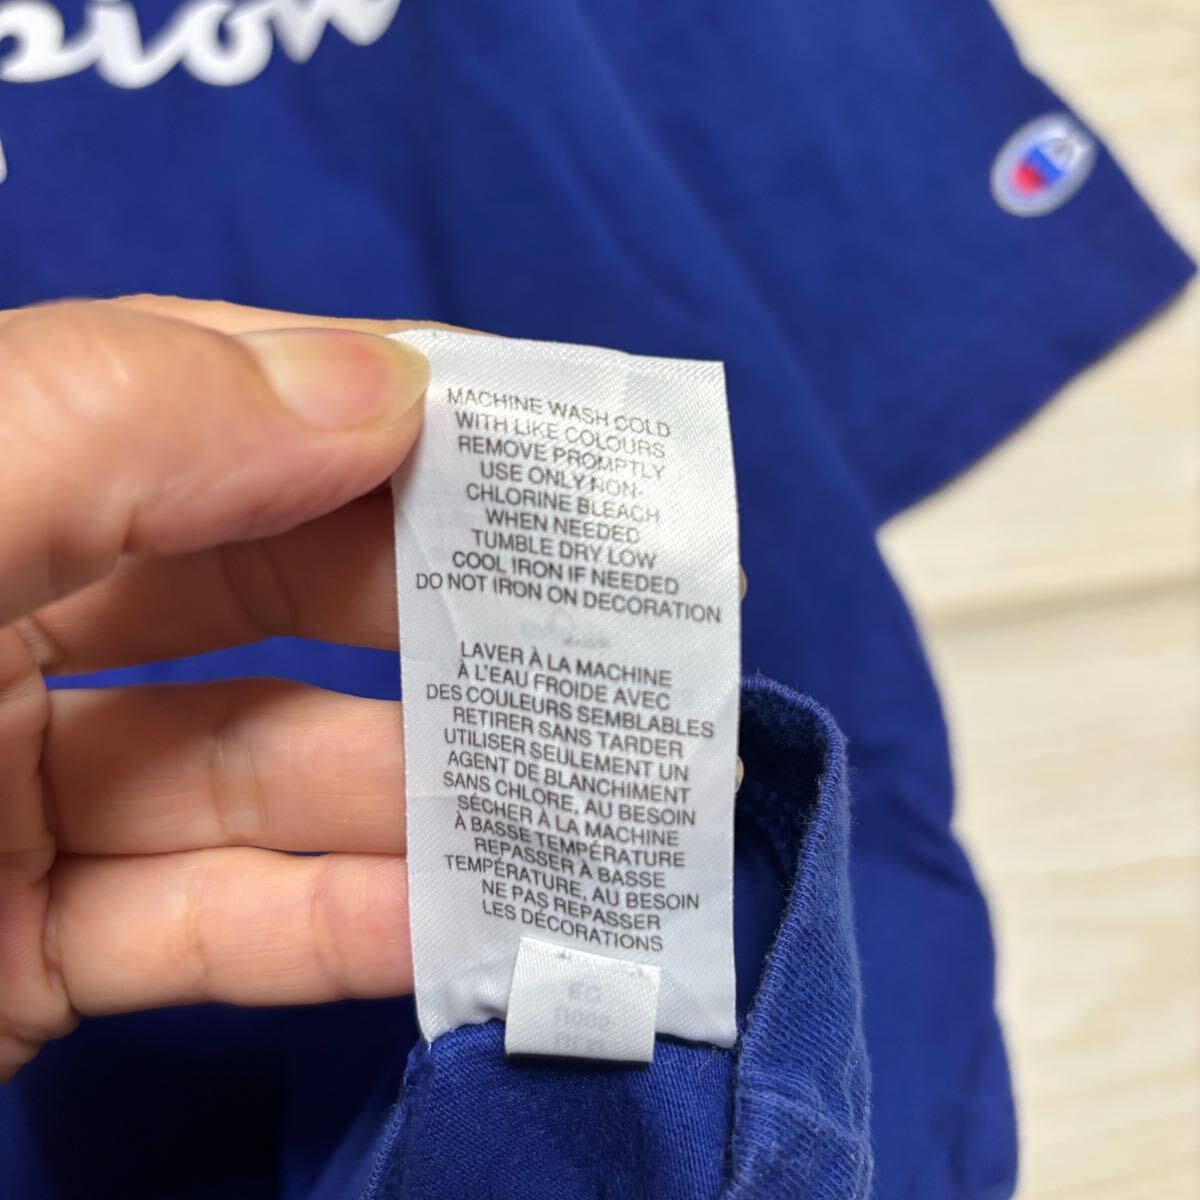 pion
MACHINE WASH COLD
WITH LIKE COLOURS
REMOVE PROMPTLY
USE ONLY NON-
CHLORINE BLEACH
WHEN NEEDED
TUMBLE DRY LOW
COOL IRON IF NEEDED
DO NOT IRON ON DECORATION
LAVER À LA MACHINE
À L'EAU FROIDE AVEC
DES COULEURS SEMBLABLES
RETIRER SANS TARDER
UTILISER SEULEMENT UN
AGENT DE BLANCHIMENT
SANS CHLORE, AU BESOIN
SÉCHER À LA MACHINE
À BASSE TEMPÉRATURE
REPASSER À BASSE
TEMPÉRATURE, AU BESOIN
NE PAS REPASSER
LES DÉCORATIONS